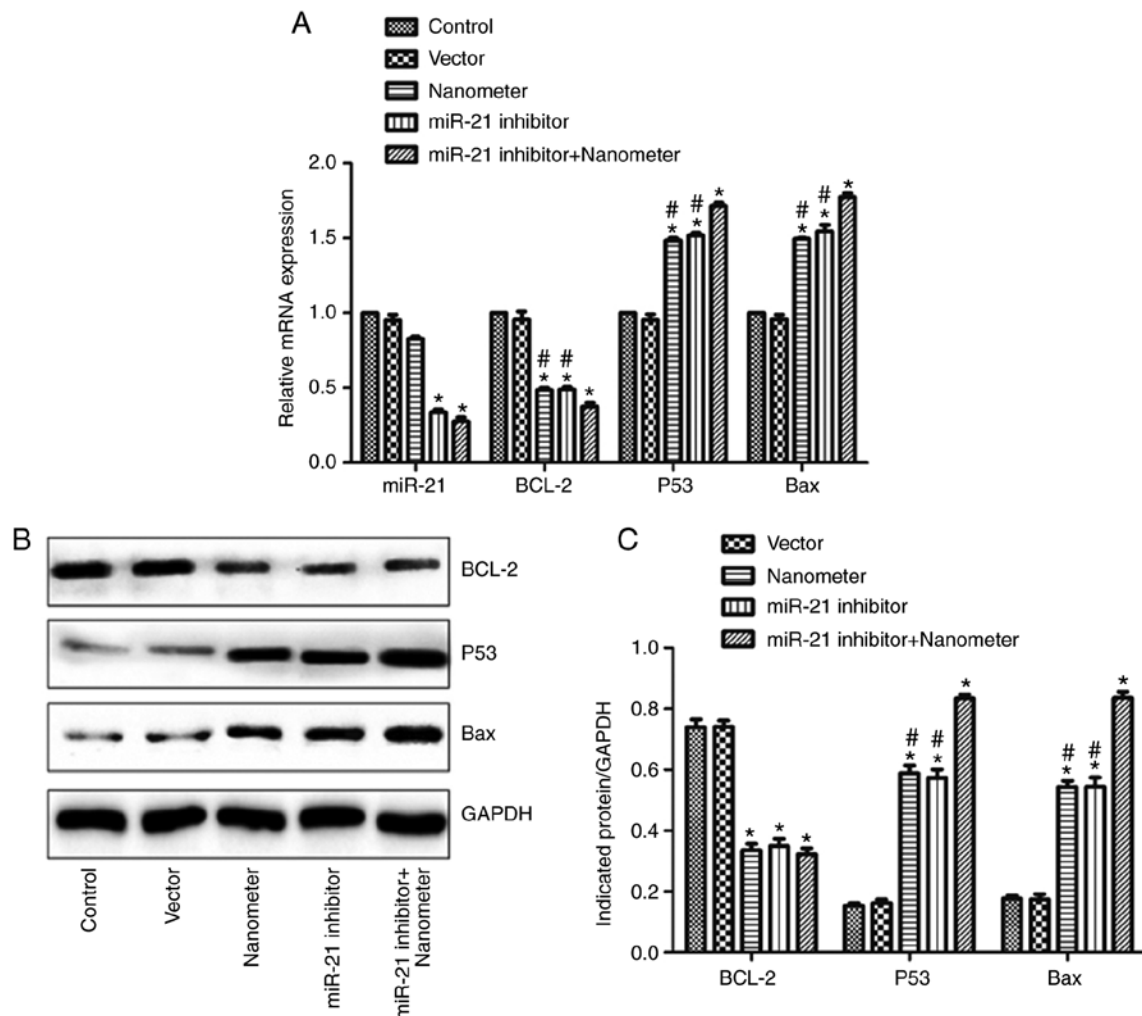 A
Control
Vector
Nanometer
miR-21 inhibitor
miR-21 inhibitor+Nanometer
Relative mRNA expression
2.0
1.5
1.0
0.5
0.0
# # *
# # *
* *
* *
# #
* * *
* *
miR-21 BCL-2 P53 Bax
B
BCL-2
P53
Bax
GAPDH
Control
Vector
Nanometer
miR-21 inhibitor
miR-21 inhibitor+
Nanometer
C
Vector
Nanometer
miR-21 inhibitor
miR-21 inhibitor+Nanometer
Indicated protein/GAPDH
1.0
0.8
0.6
0.4
0.2
0.0
* *
# # # #
* * * *
* * *
BCL-2 P53 Bax